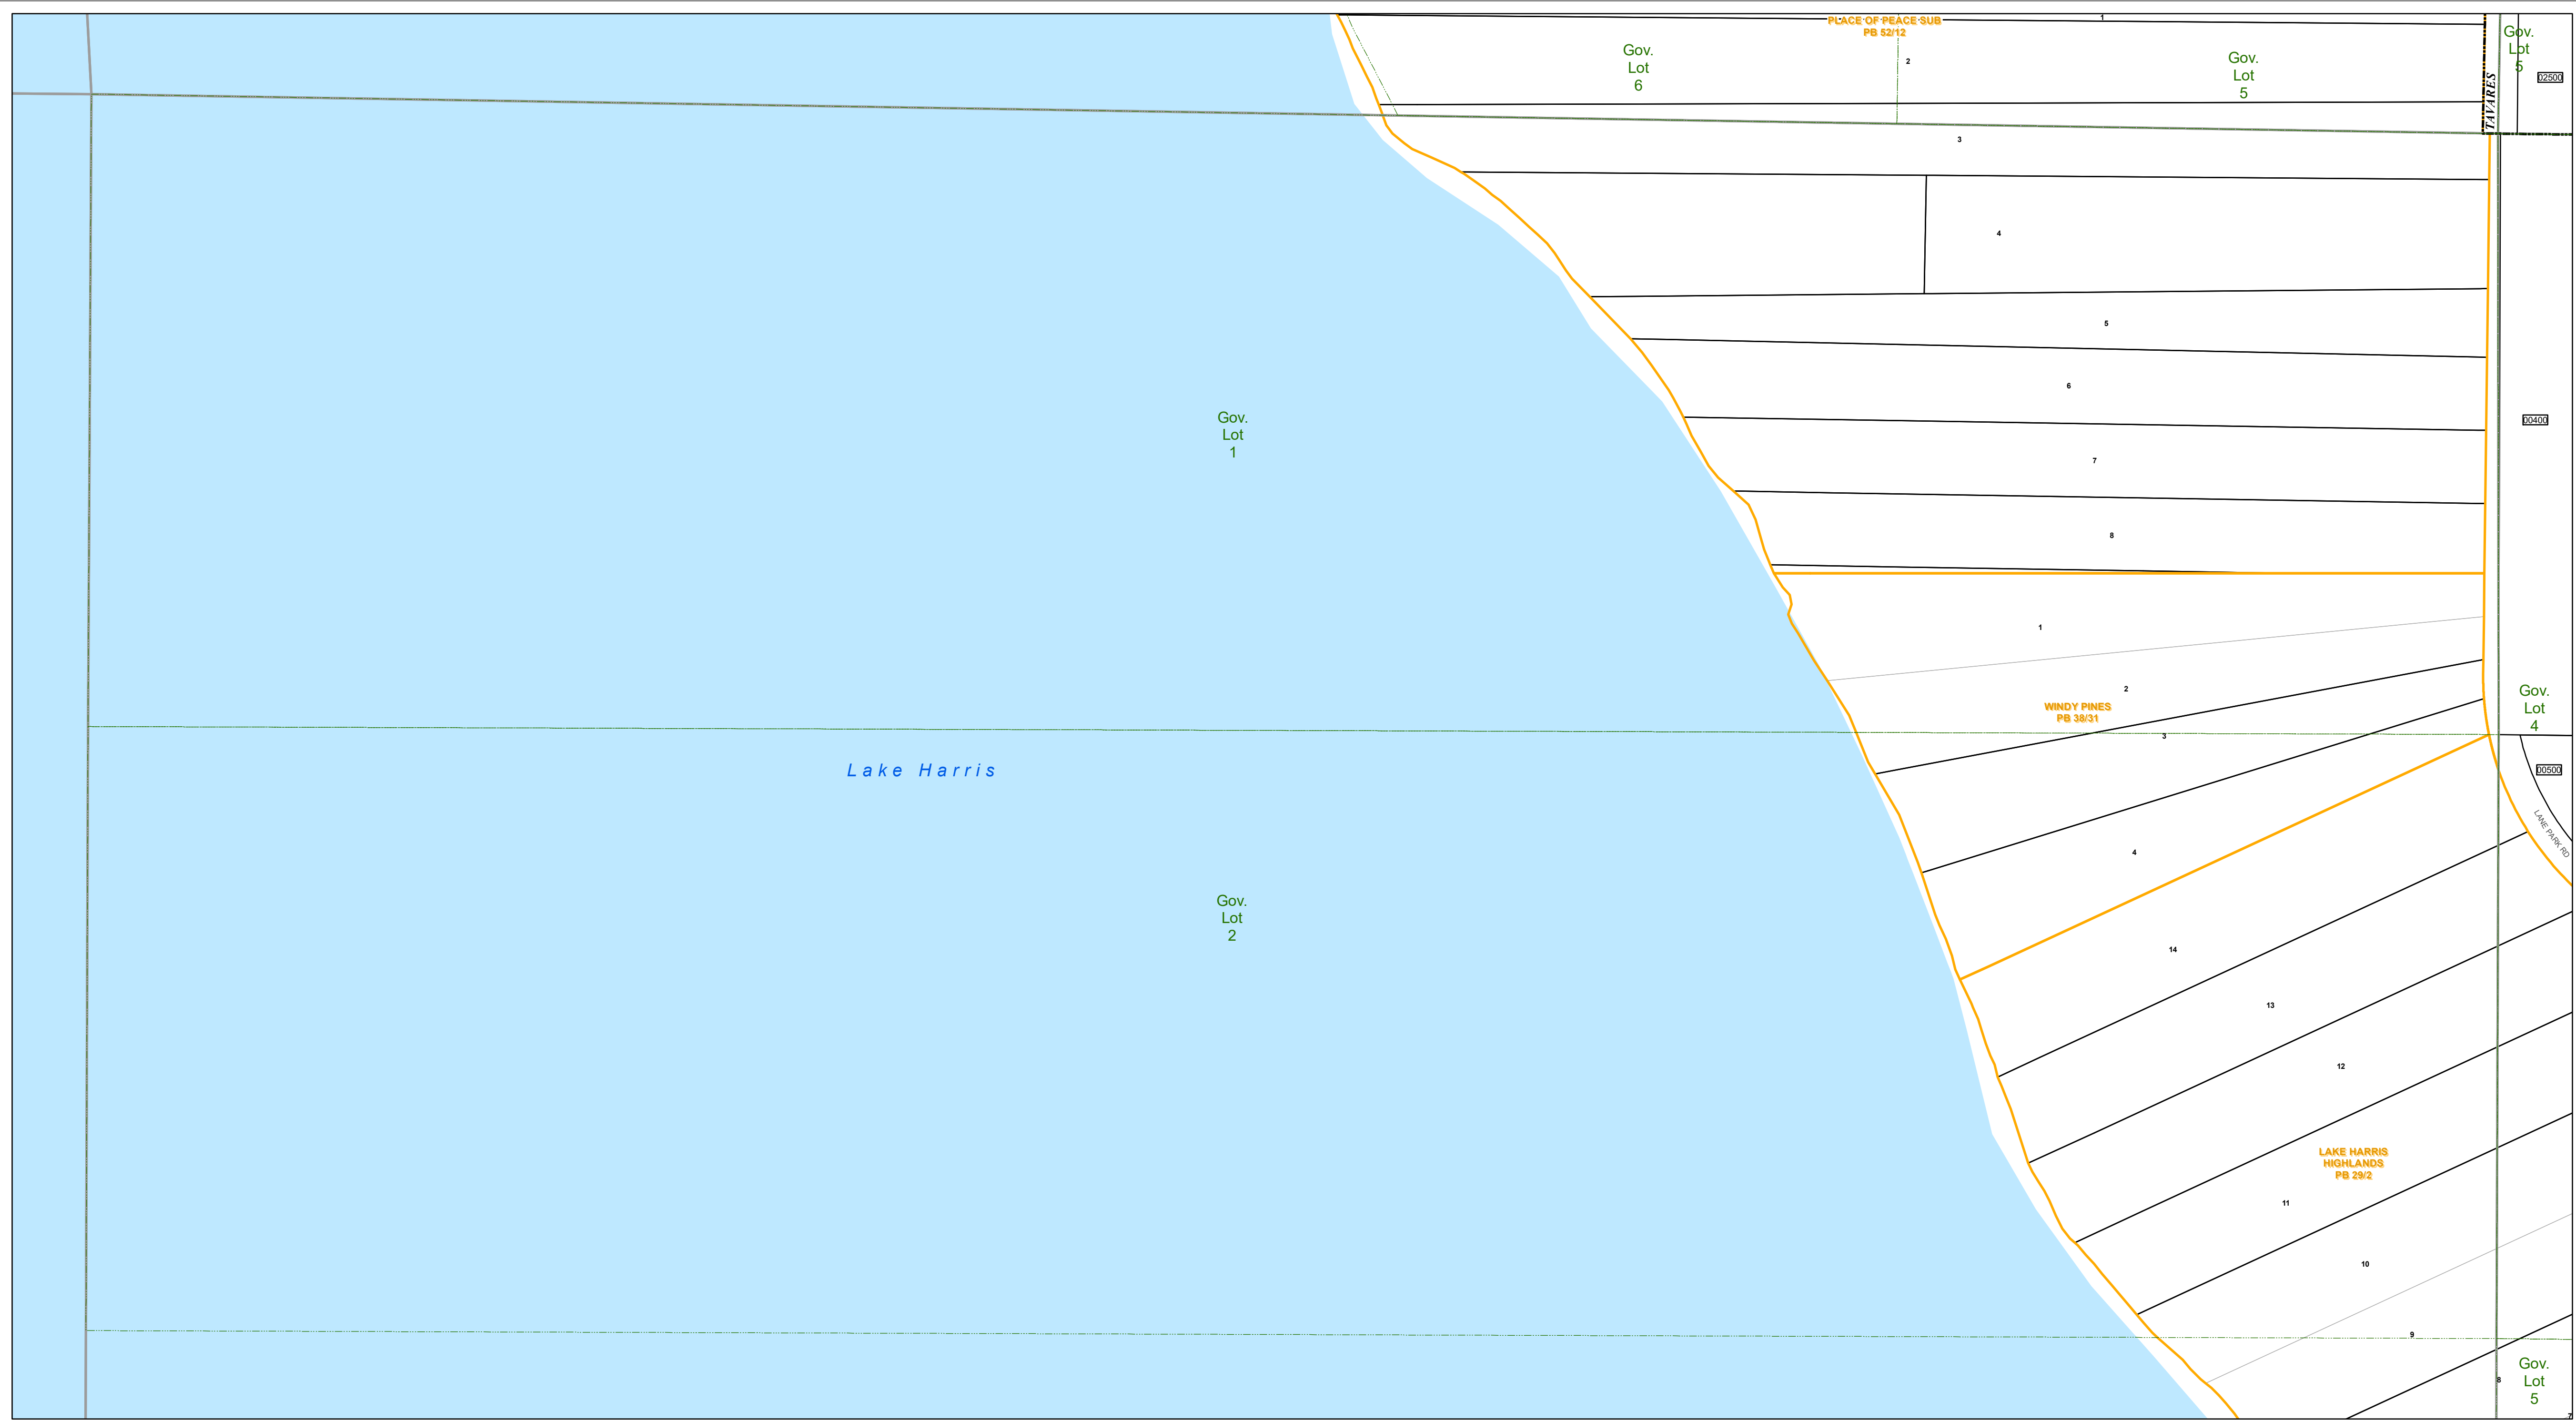 PLACE OF PEACE SUB
PB 52/12
1
Gov.
Lot
6
2
Gov.
Lot
5
TAVARES
Gov.
Lot
5
02500
3
4
5
6
00400
Gov.
Lot
1
7
8
1
2
WINDY PINES
PB 38/31
3
Gov.
Lot
4
Lake Harris
00500
LANE PARK RD
4
Gov.
Lot
2
14
13
12
LAKE HARRIS
HIGHLANDS
PB 29/2
11
10
9
Gov.
Lot
5
8
7